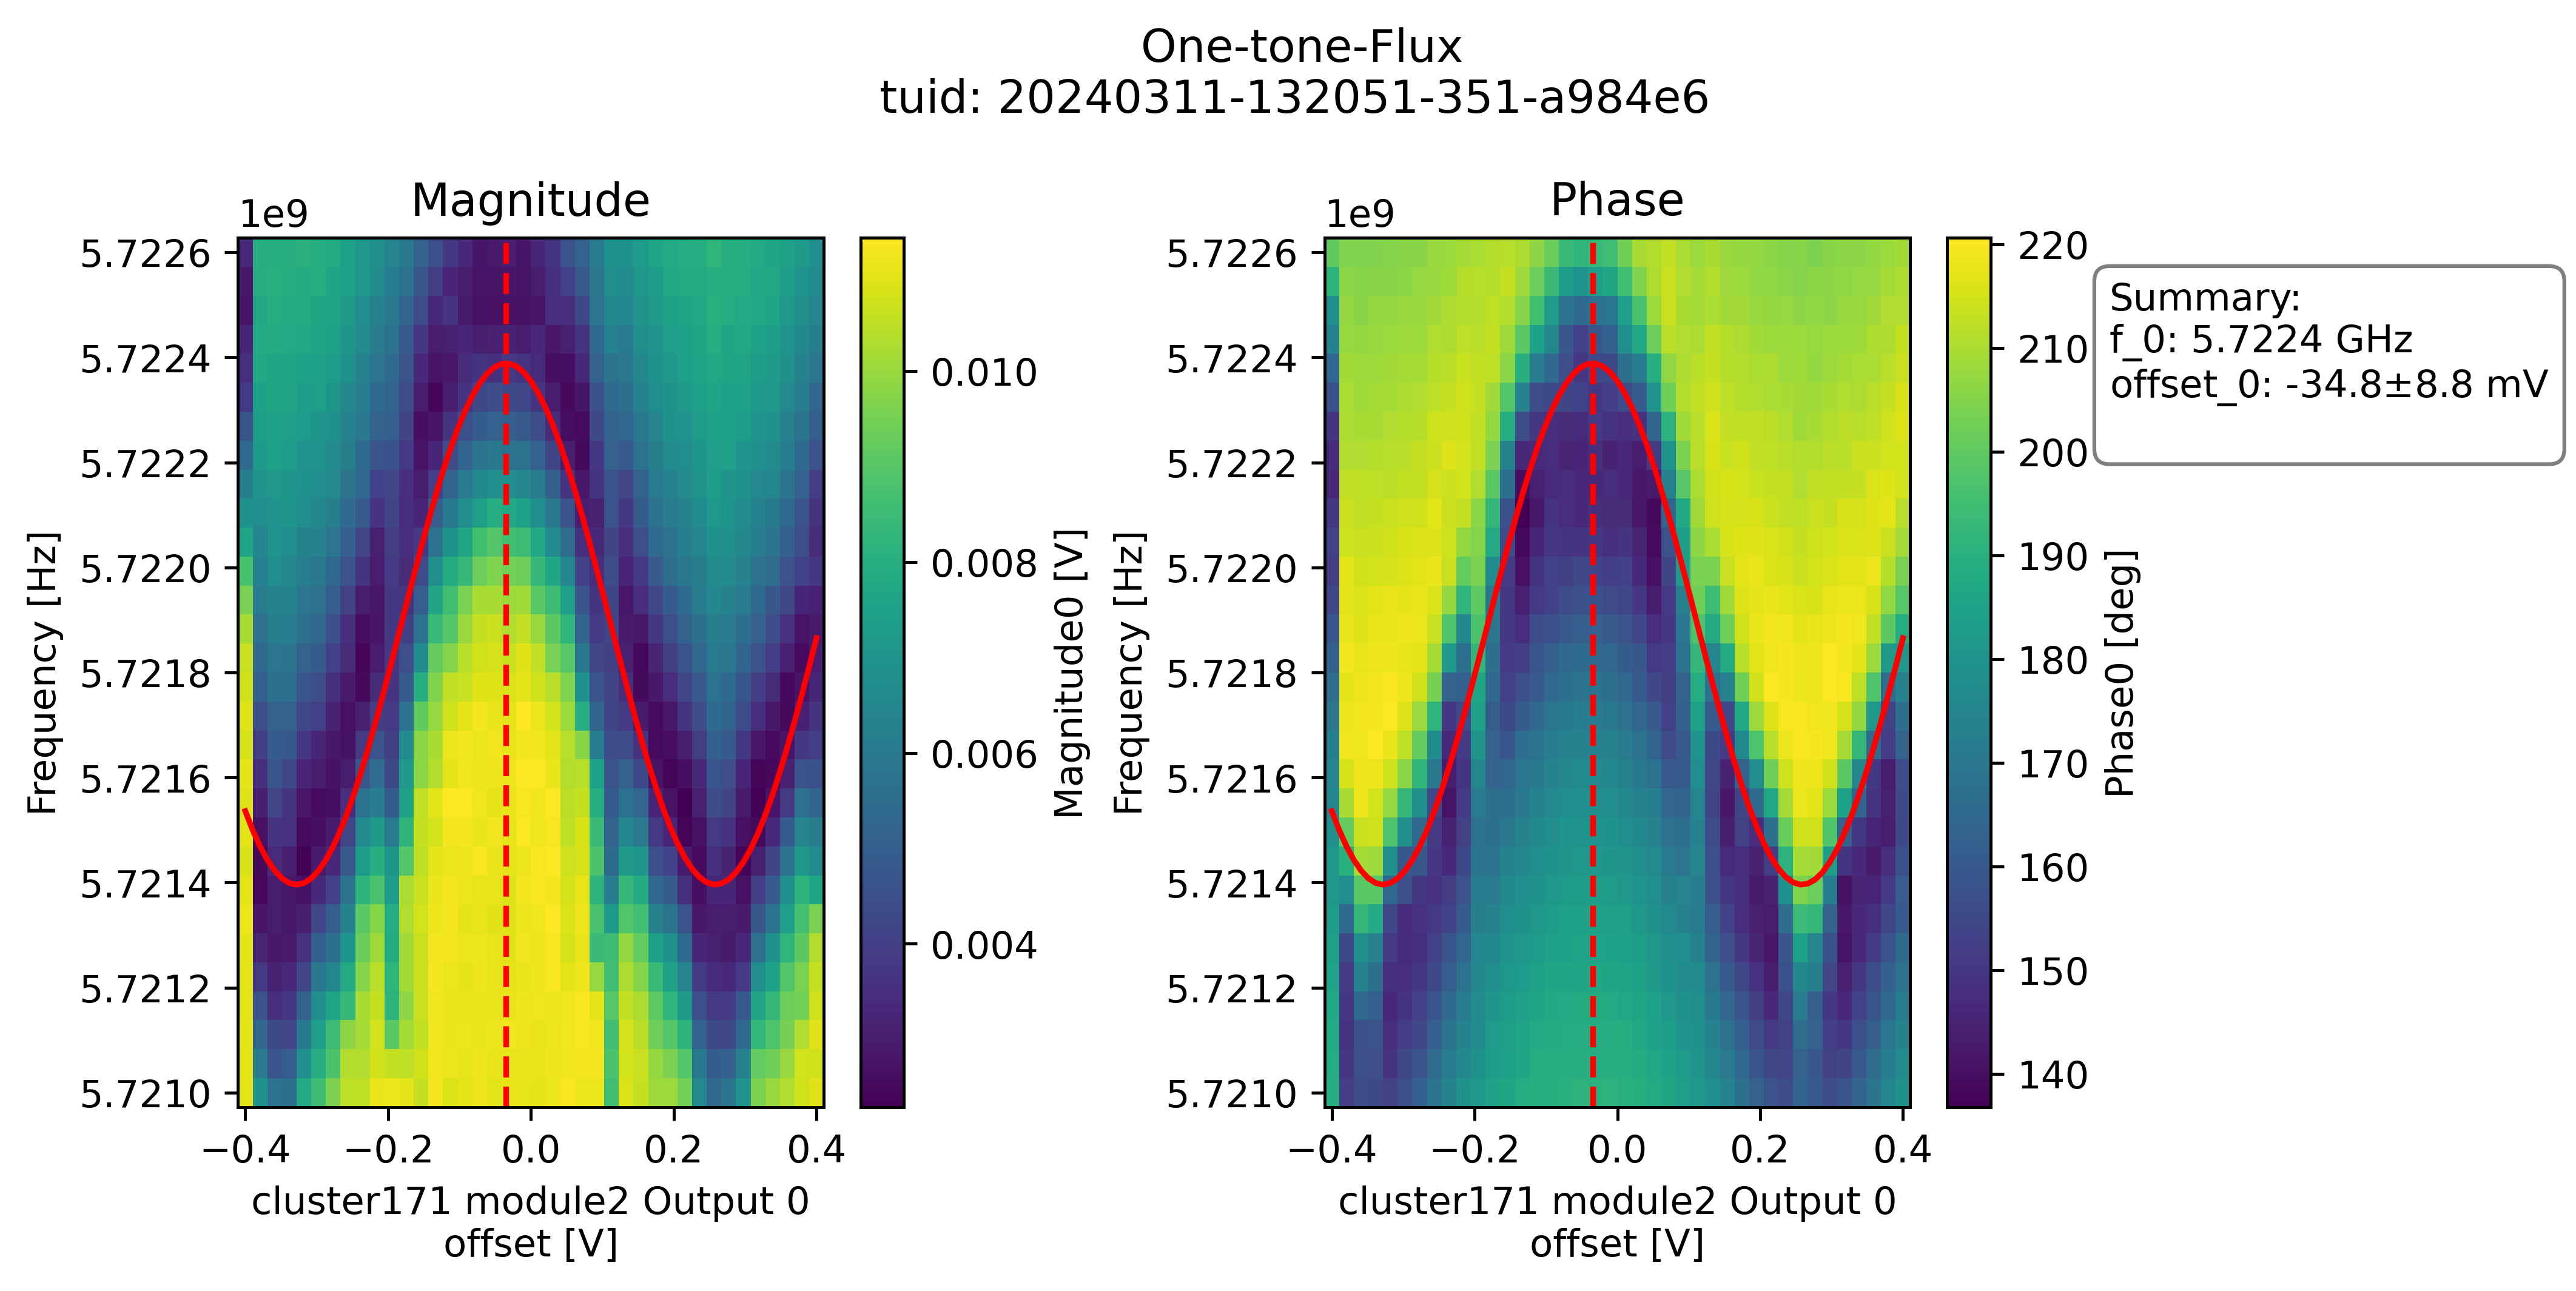 One-tone-Flux
tuid: 20240311-132051-351-a984e6
Magnitude
1e9
5.7226
5.7224
5.7222
5.7220
5.7218
5.7216
5.7214
5.7212
5.7210
Frequency [Hz]
−0.4
−0.2
0.0
0.2
0.4
cluster171 module2 Output 0
offset [V]
0.010
0.008
0.006
0.004
Magnitude0 [V]
Phase
1e9
5.7226
5.7224
5.7222
5.7220
5.7218
5.7216
5.7214
5.7212
5.7210
Frequency [Hz]
−0.4
−0.2
0.0
0.2
0.4
cluster171 module2 Output 0
offset [V]
220
210
200
190
180
170
160
150
140
Phase0 [deg]
Summary:
f_0: 5.7224 GHz
offset_0: -34.8±8.8 mV